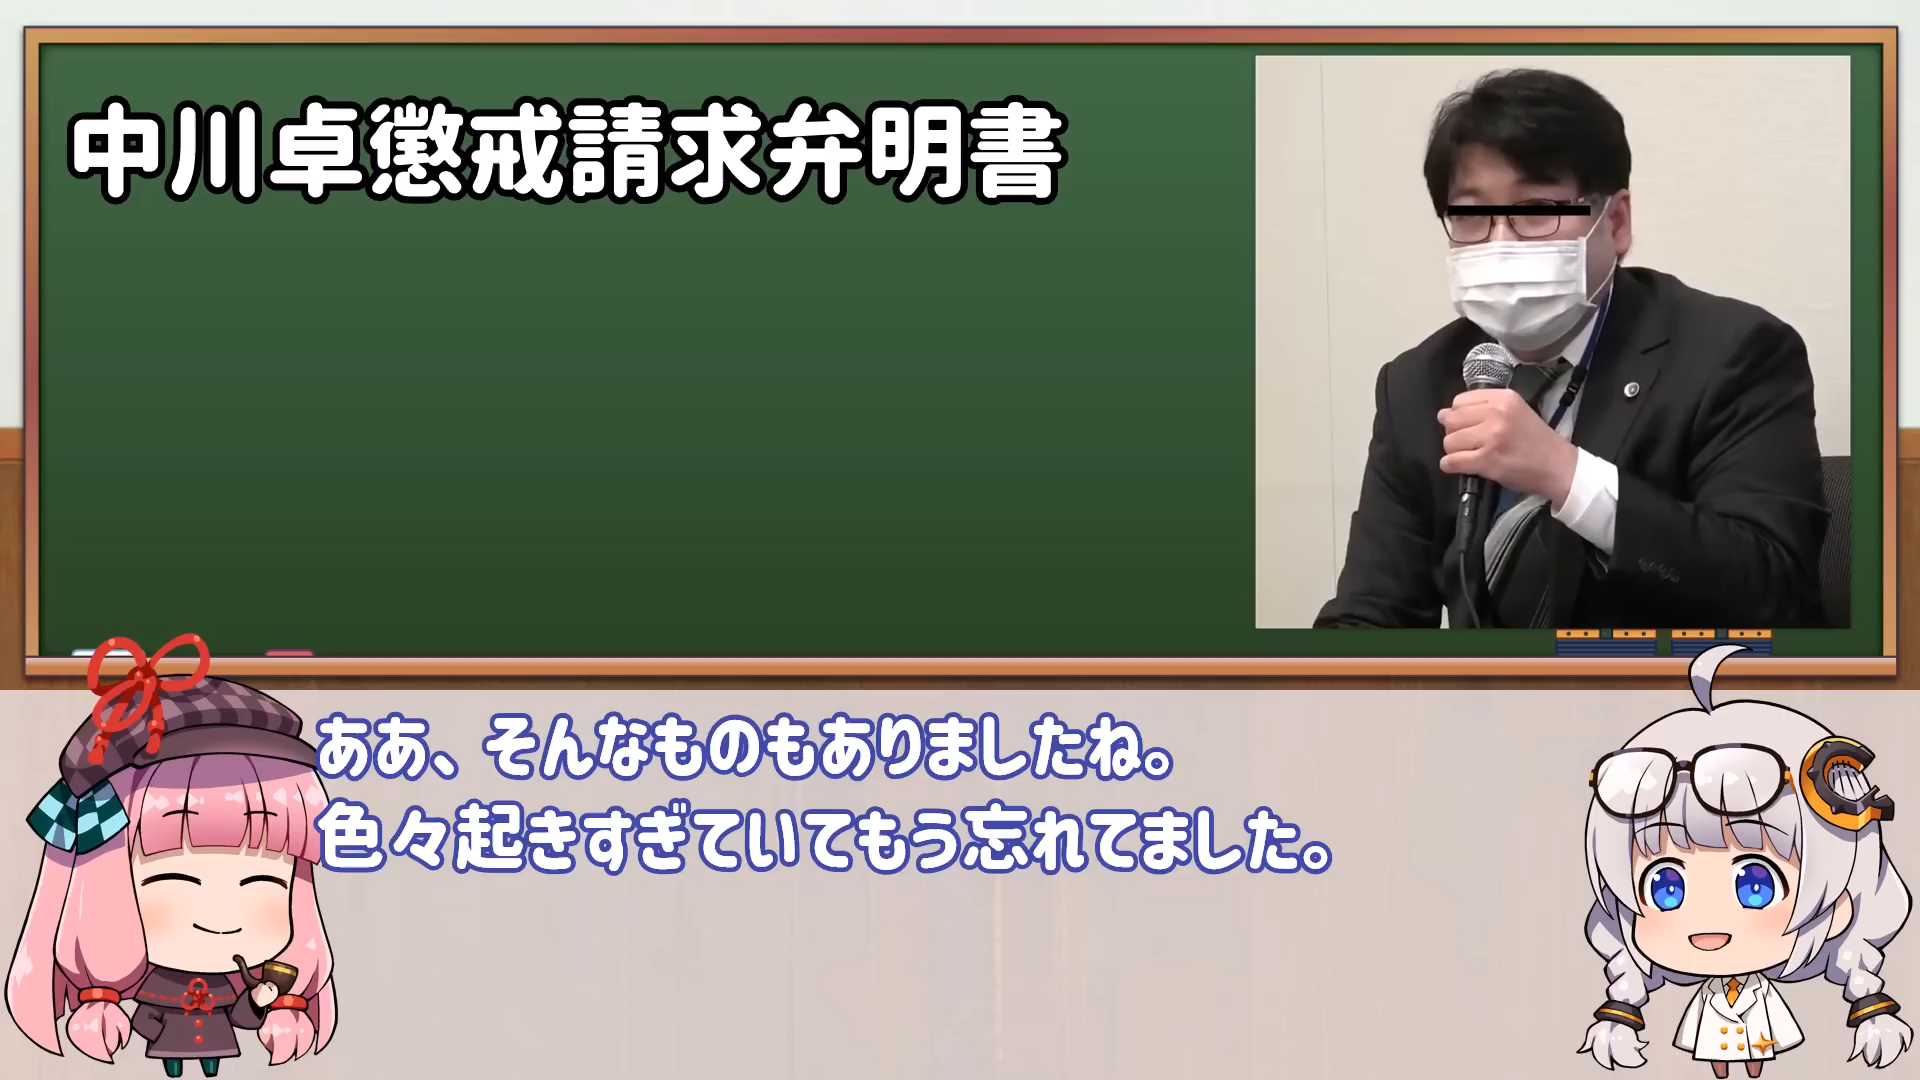 中川卓懲戒請求弁明書
ああ、そんなものもありましたね。
色々起きすぎていてもう忘れてました。